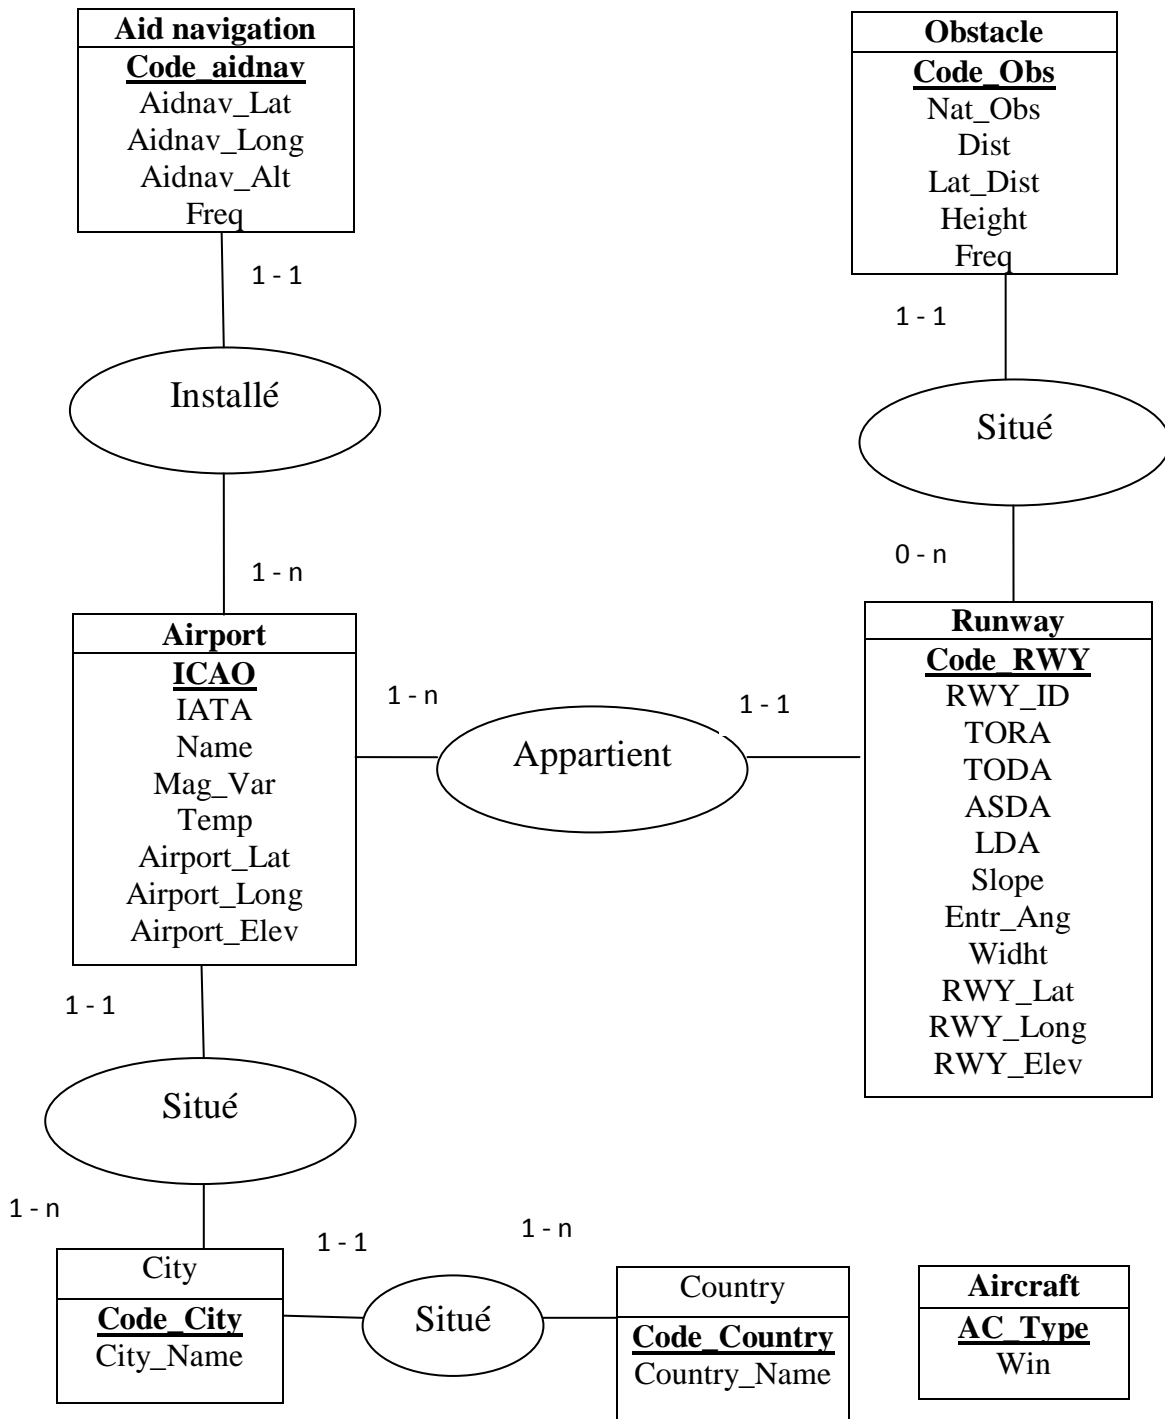 Aid navigation
Code_aidnav
Aidnav_Lat
Aidnav_Long
Aidnav_Alt
Freq
1 - 1
Installé
1 - n
Obstacle
Code_Obs
Nat_Obs
Dist
Lat_Dist
Height
Freq
1 - 1
Situé
0 - n
Airport
ICAO
IATA
Name
Mag_Var
Temp
Airport_Lat
Airport_Long
Airport_Elev
1 - n
Appartient
1 - 1
Runway
Code_RWY
RWY_ID
TORA
TODA
ASDA
LDA
Slope
Entr_Ang
Widht
RWY_Lat
RWY_Long
RWY_Elev
1 - 1
Situé
1 - n
City
Code_City
City_Name
1 - 1
Situé
1 - n
Country
Code_Country
Country_Name
Aircraft
AC_Type
Win